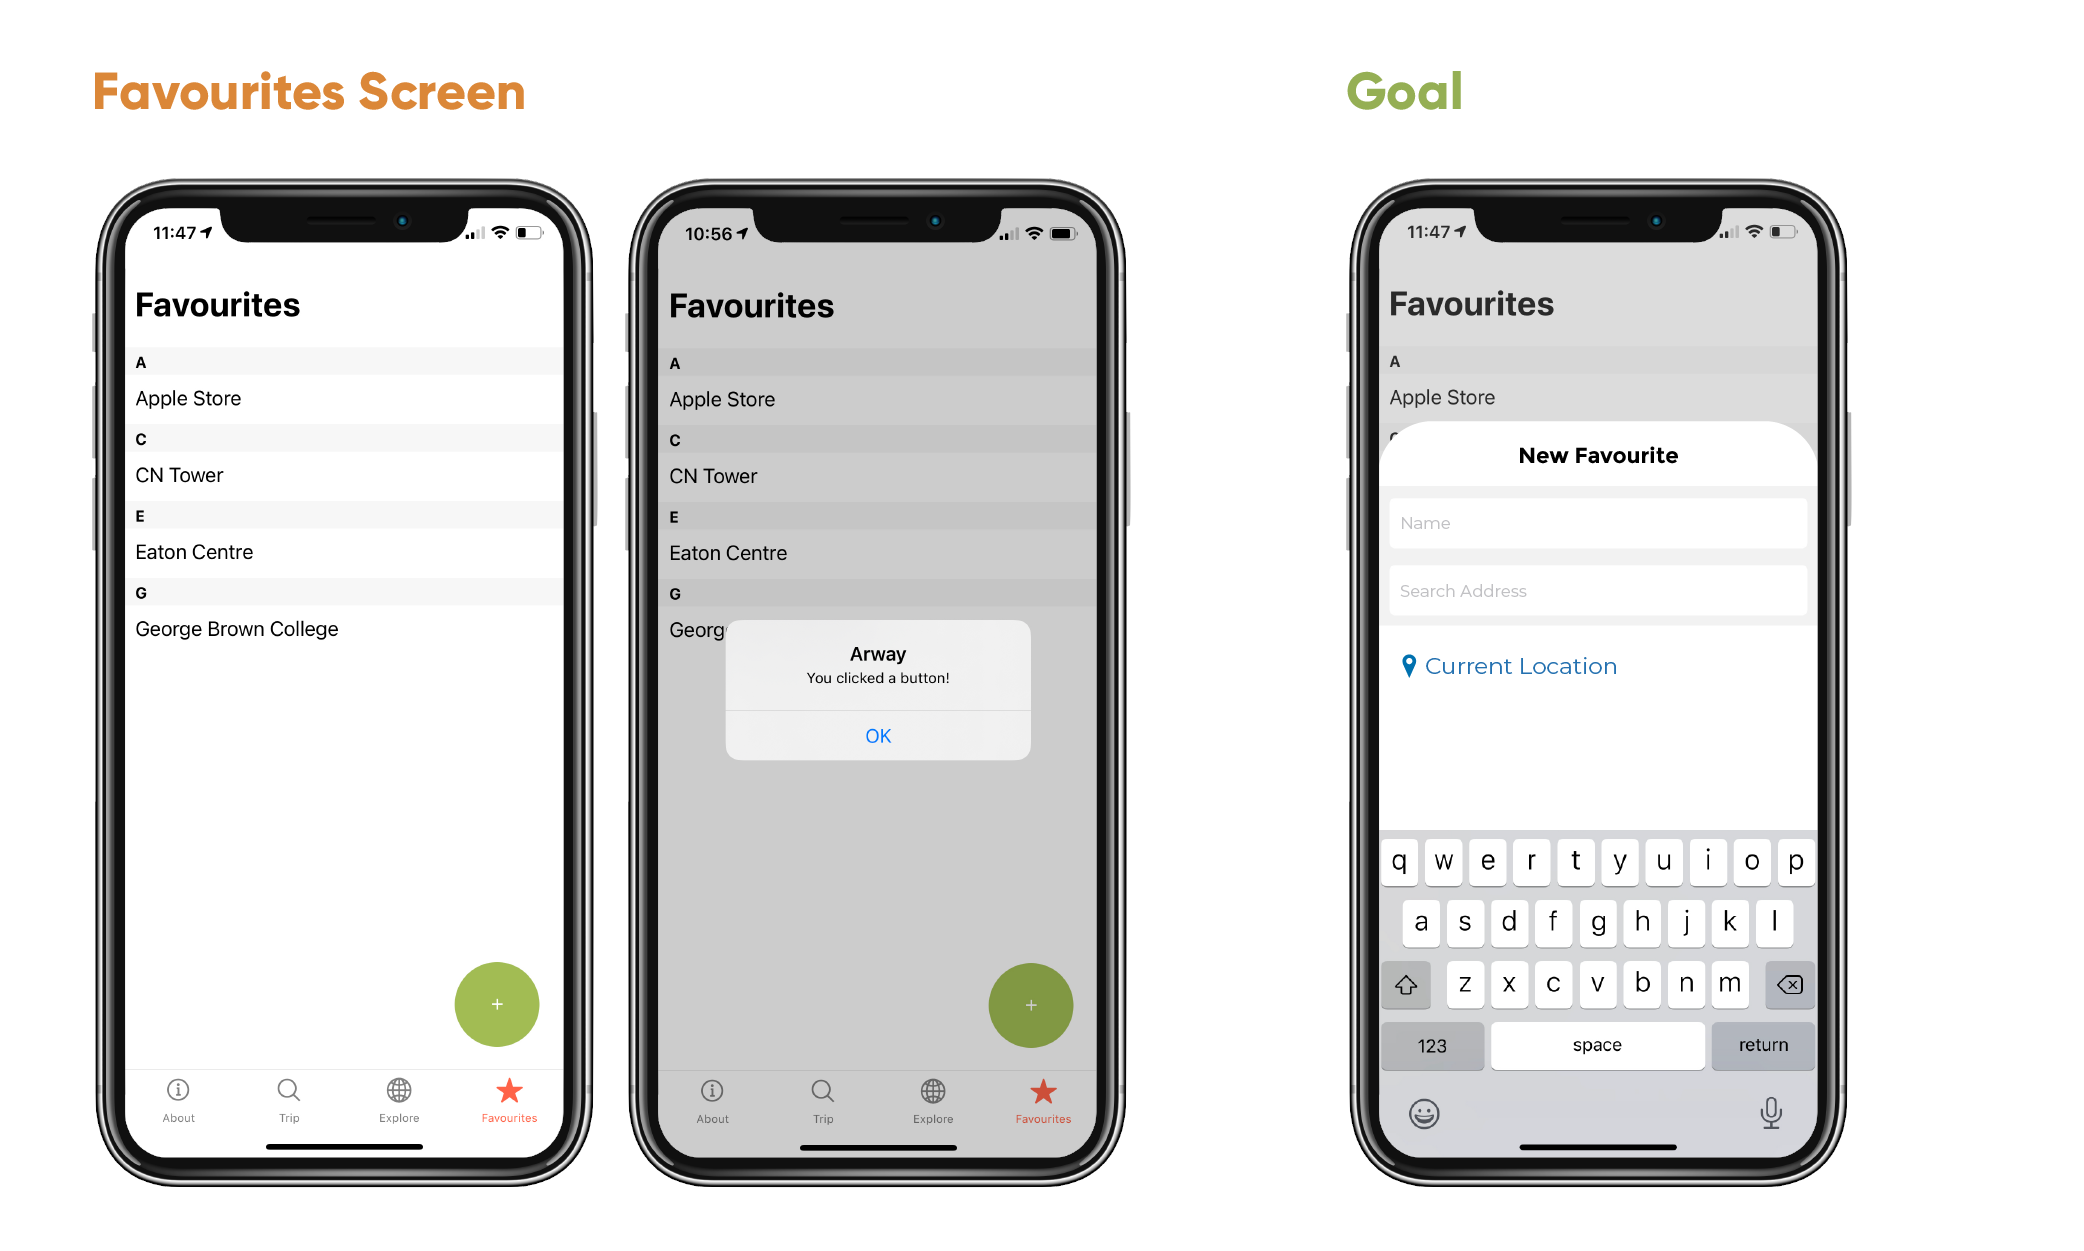 Favourites Screen
Goal
11:47
Favourites
A
Apple Store
C
CN Tower
E
Eaton Centre
G
George Brown College
+
About
Trip
Explore
Favourites
10:56
Favourites
A
Apple Store
C
CN Tower
E
Eaton Centre
G
Georg
Arway
You clicked a button!
OK
+
About
Trip
Explore
Favourites
11:47
Favourites
A
Apple Store
New Favourite
Name
Search Address
Current Location
q w e r t y u i o p
a s d f g h j k l
z x c v b n m
123 space return